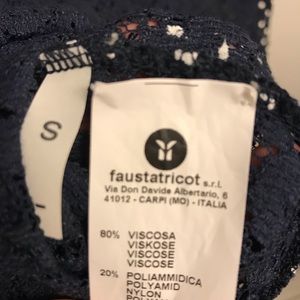 S
faustatricot s.r.l.
Via Don Davide Albertario, 6
41012 - CARPI (MO) - ITALIA
80% VISCOSA
VISKOSE
VISCOSE
VISCOSE
20% POLIAMMIDICA
POLYAMID
NYLON